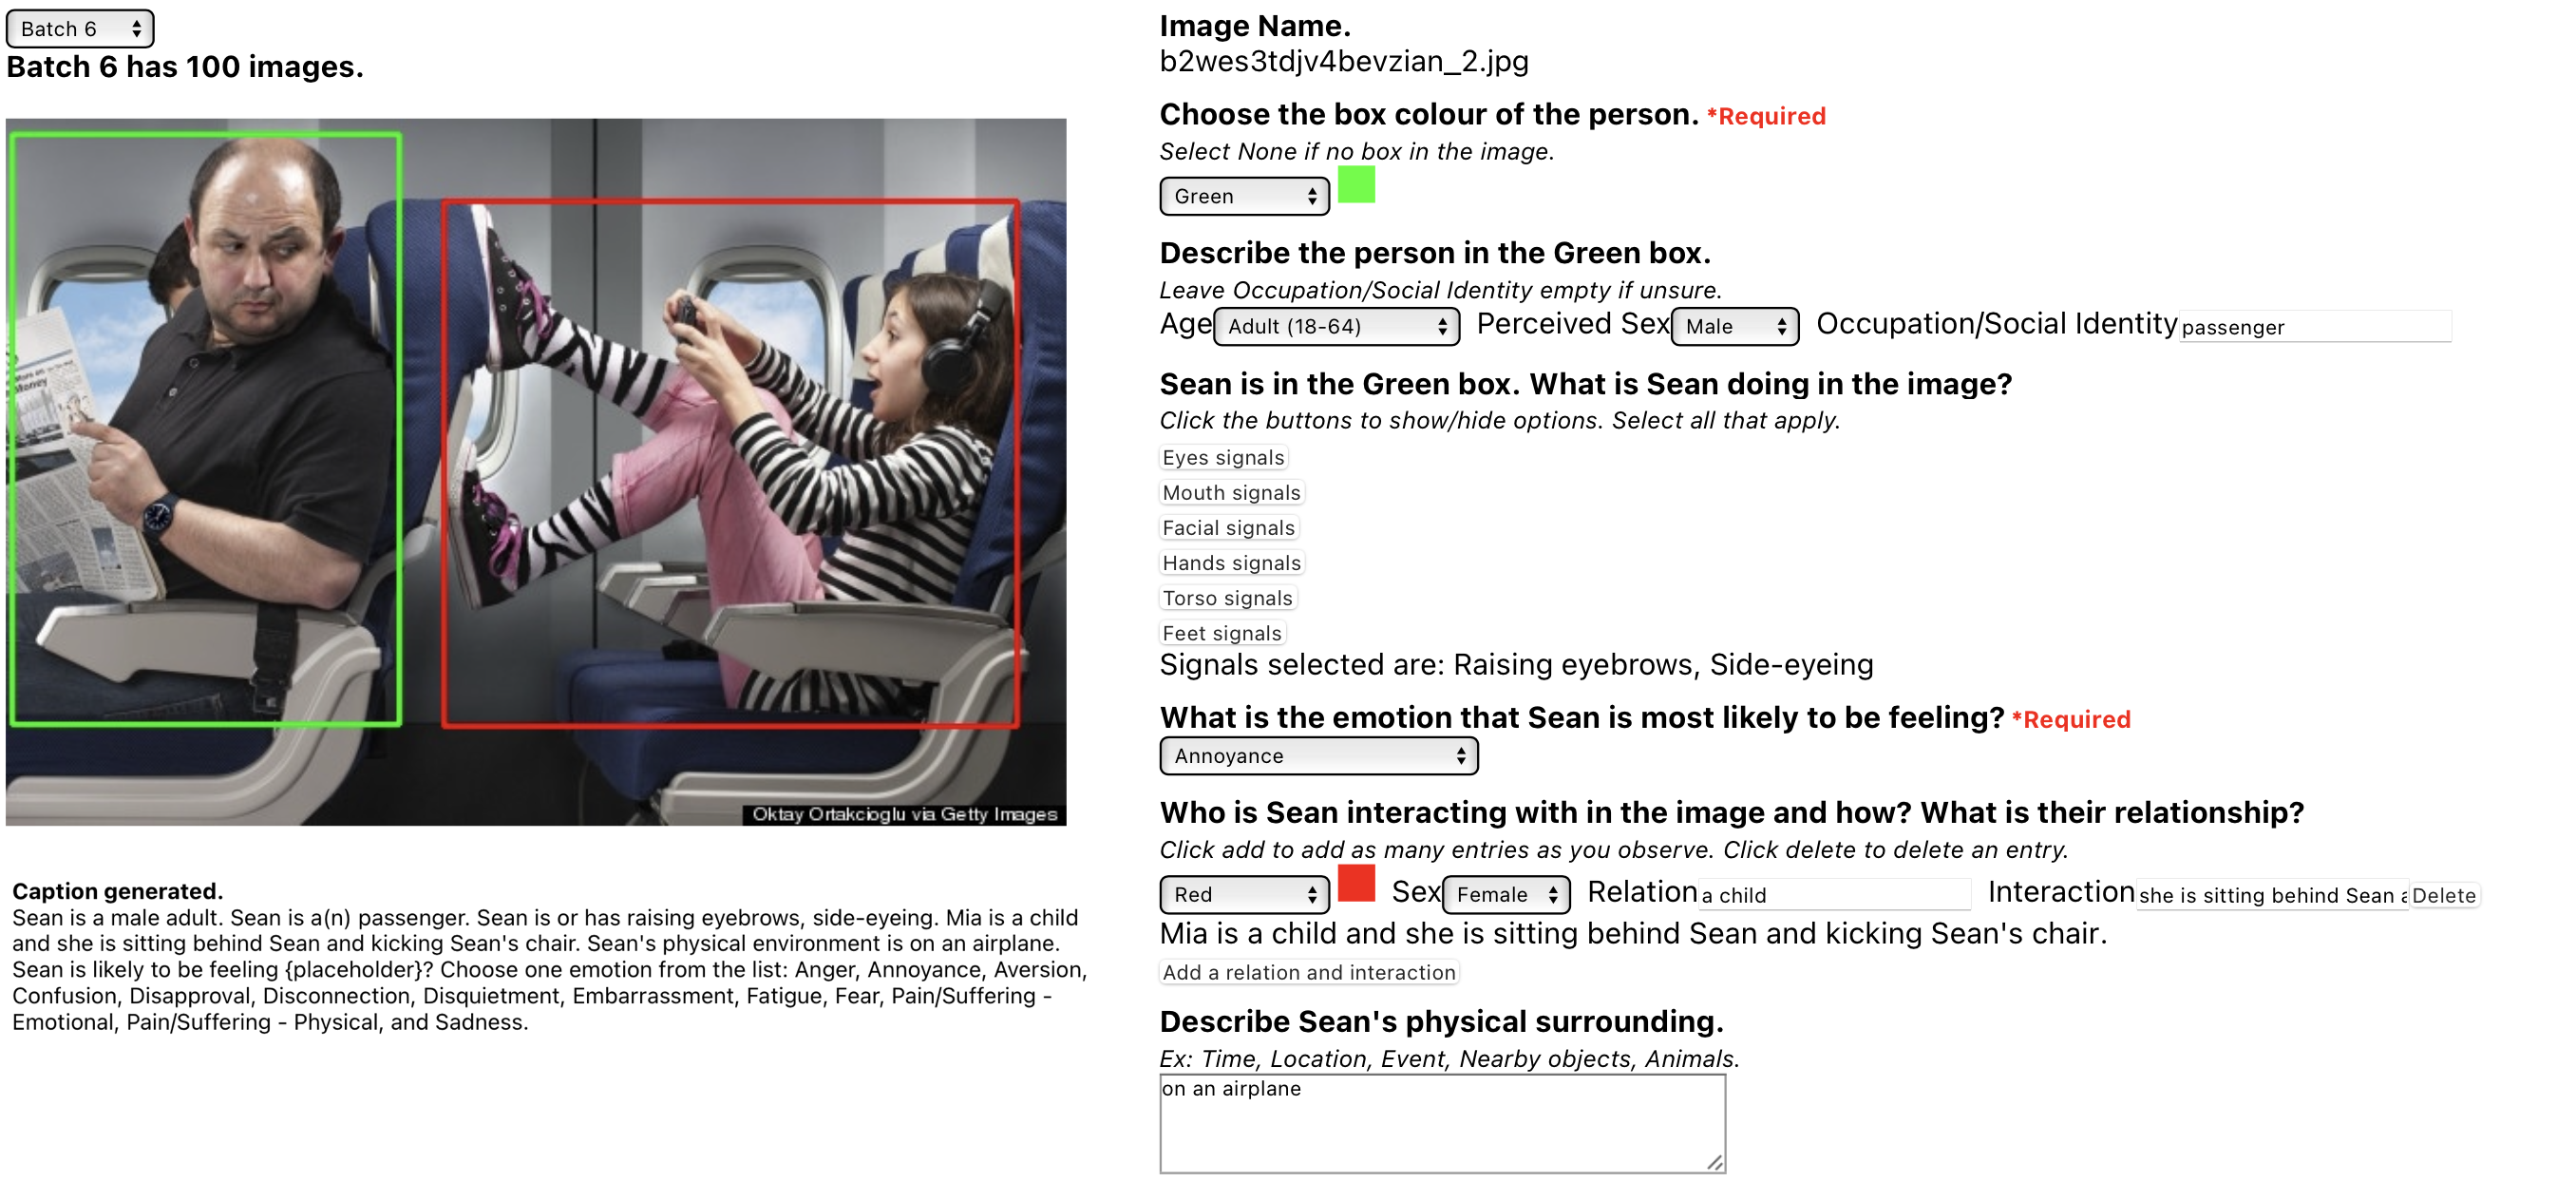 Batch 6
Batch 6 has 100 images.
Money
Oktay Ortakcioglu via Getty Images
Caption generated.
Sean is a male adult. Sean is a(n) passenger. Sean is or has raising eyebrows, side-eyeing. Mia is a child
and she is sitting behind Sean and kicking Sean's chair. Sean's physical environment is on an airplane.
Sean is likely to be feeling {placeholder}? Choose one emotion from the list: Anger, Annoyance, Aversion,
Confusion, Disapproval, Disconnection, Disquietment, Embarrassment, Fatigue, Fear, Pain/Suffering -
Emotional, Pain/Suffering - Physical, and Sadness.
Image Name.
b2wes3tdjv4bevzian_2.jpg
Choose the box colour of the person. *Required
Select None if no box in the image.
Green
Describe the person in the Green box.
Leave Occupation/Social Identity empty if unsure.
Age Adult (18-64) Perceived Sex Male Occupation/Social Identity passenger
Sean is in the Green box. What is Sean doing in the image?
Click the buttons to show/hide options. Select all that apply.
Eyes signals
Mouth signals
Facial signals
Hands signals
Torso signals
Feet signals
Signals selected are: Raising eyebrows, Side-eyeing
What is the emotion that Sean is most likely to be feeling? *Required
Annoyance
Who is Sean interacting with in the image and how? What is their relationship?
Click add to add as many entries as you observe. Click delete to delete an entry.
Red Sex Female Relation a child Interaction she is sitting behind Sean Delete
Mia is a child and she is sitting behind Sean and kicking Sean's chair.
Add a relation and interaction
Describe Sean's physical surrounding.
Ex: Time, Location, Event, Nearby objects, Animals.
on an airplane